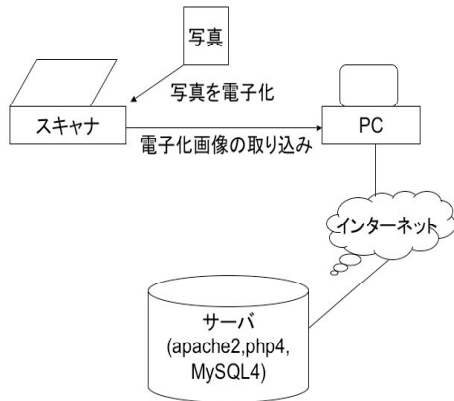 写真
写真を電子化
スキャナ
PC
電子化画像の取り込み
インターネット
サーバ
(apache2,php4,
MySQL4)